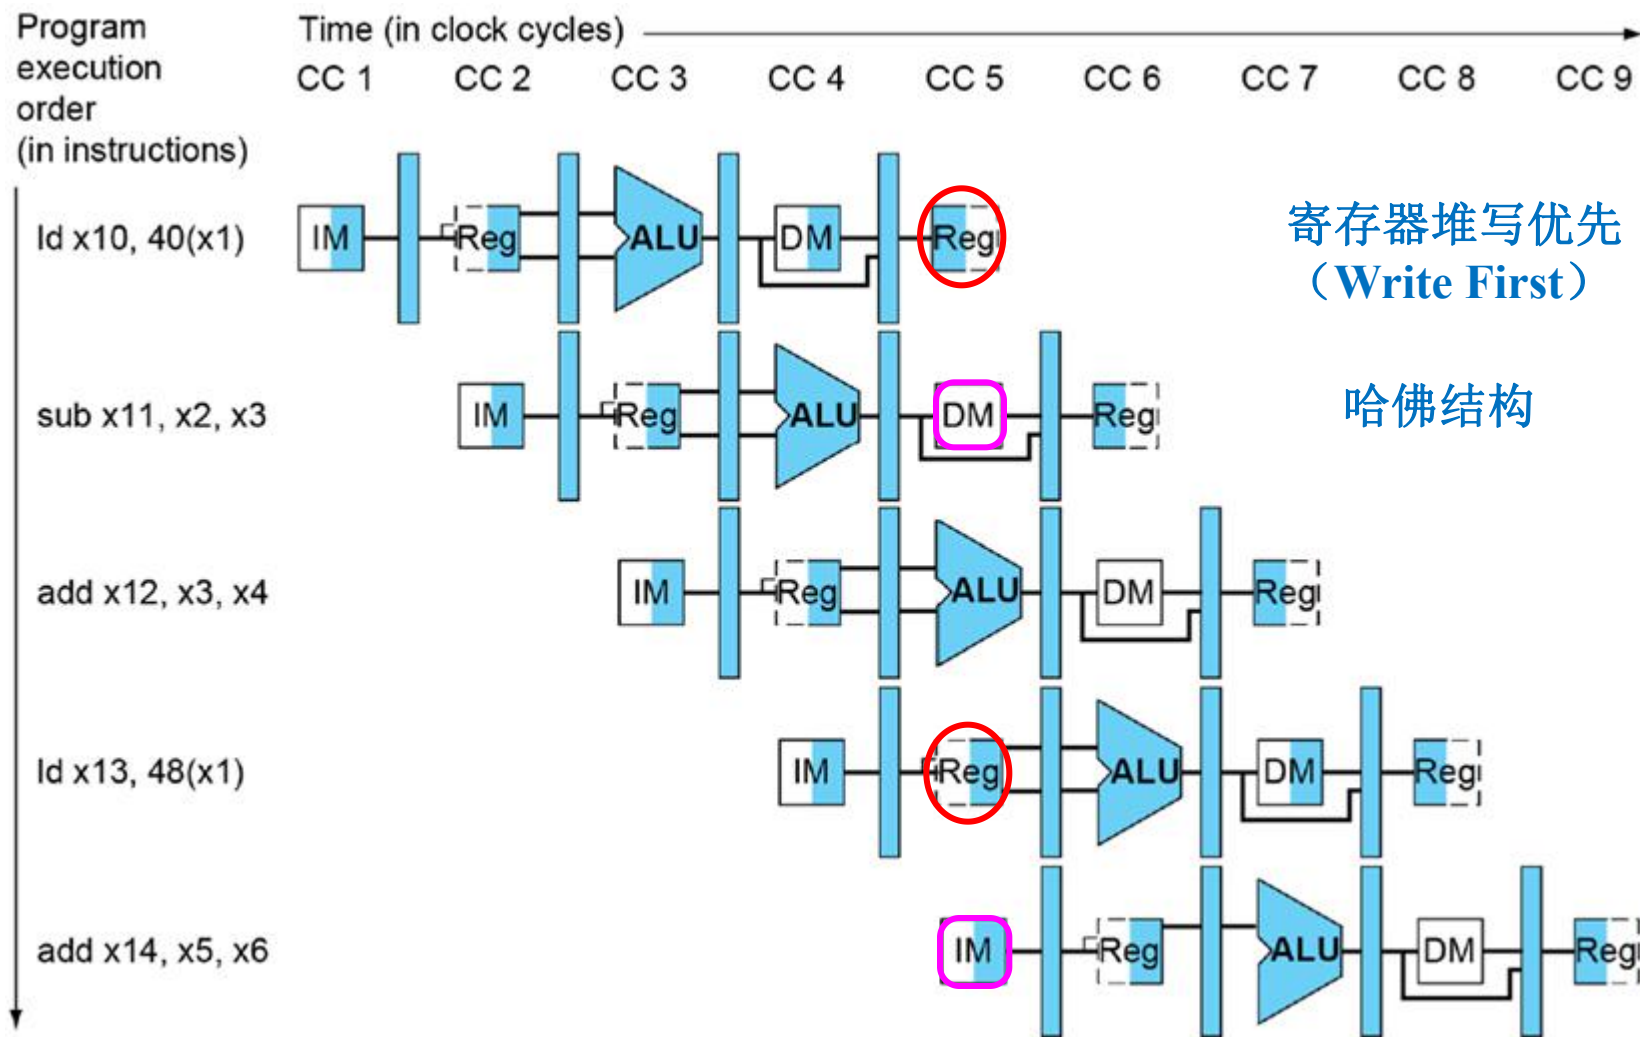 Program
execution
order
(in instructions)
Time (in clock cycles)
CC 1 CC 2 CC 3 CC 4 CC 5 CC 6 CC 7 CC 8 CC 9
ld x10, 40(x1) IM Reg ALU DM Reg
寄存器堆写优先
（Write First）
sub x11, x2, x3 IM Reg ALU DM Reg
哈佛结构
add x12, x3, x4 IM Reg ALU DM Reg
ld x13, 48(x1) IM Reg ALU DM Reg
add x14, x5, x6 IM Reg ALU DM Reg